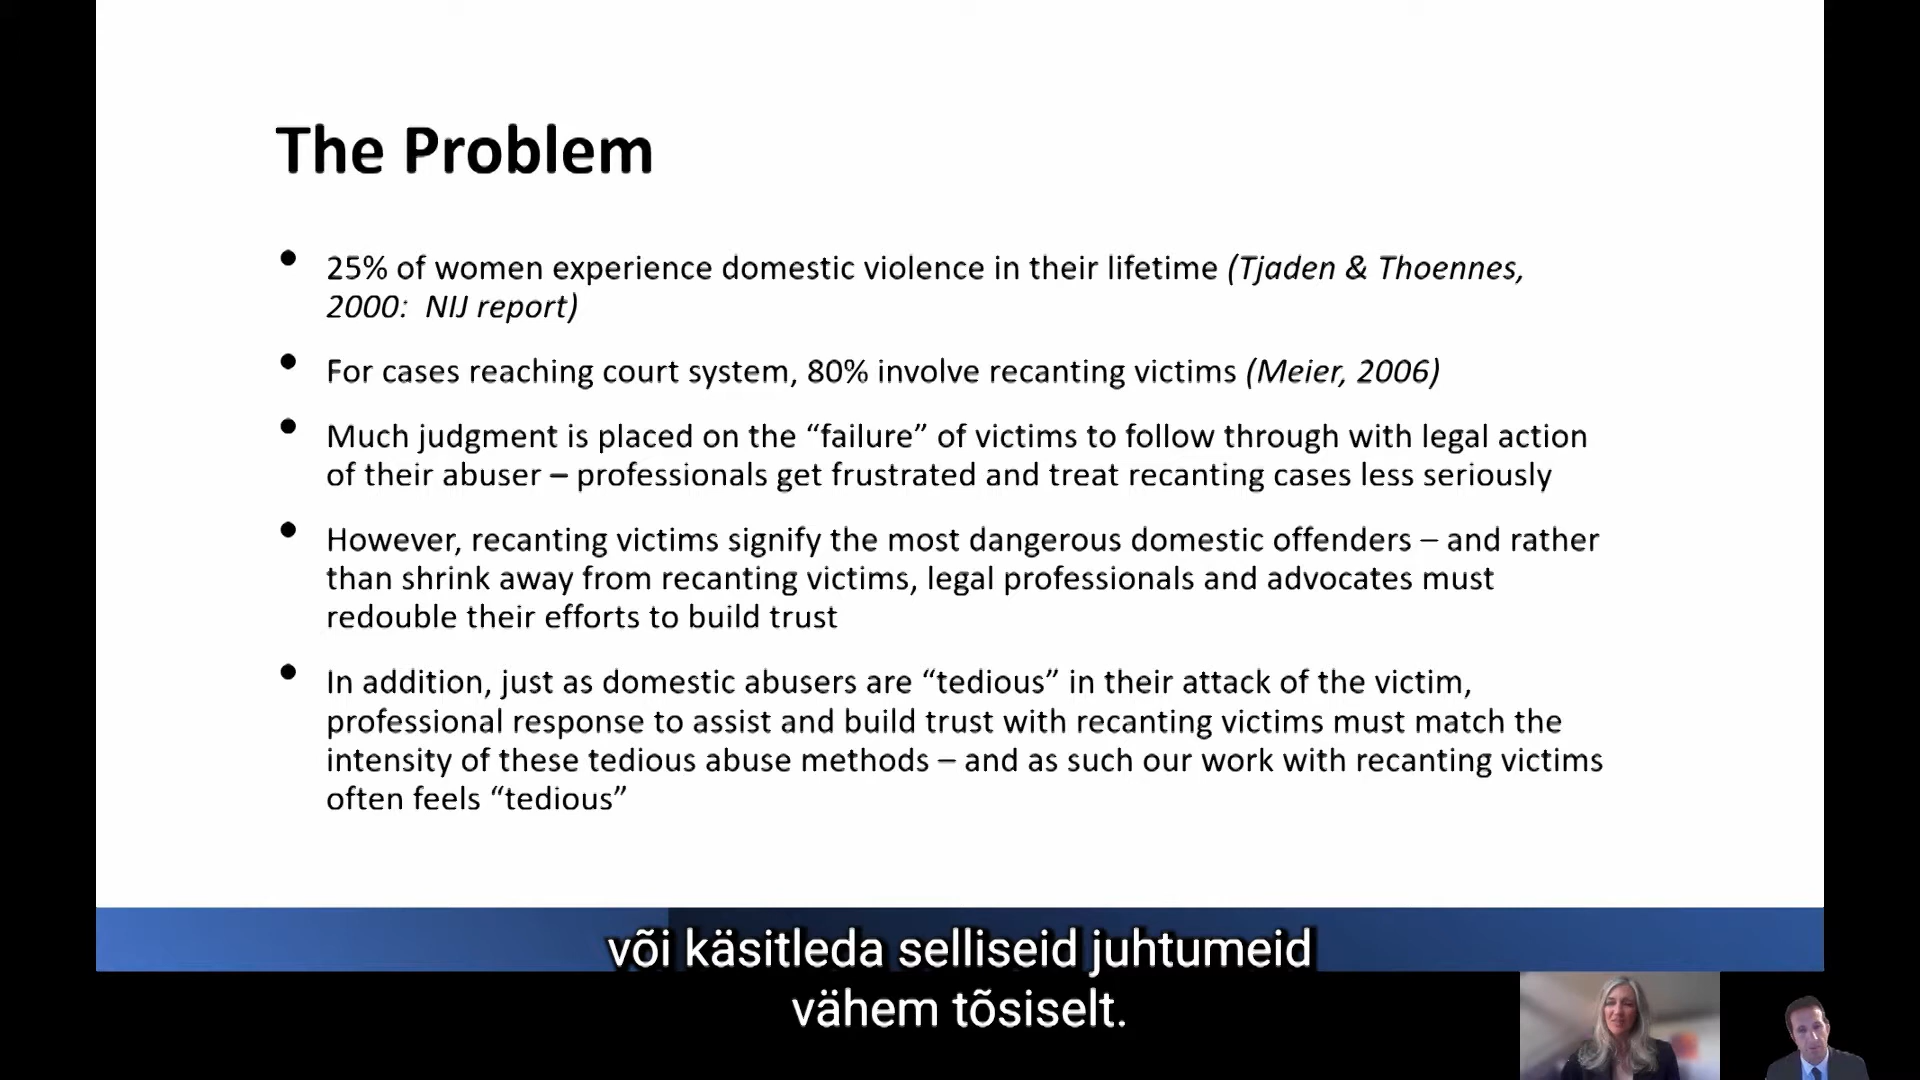 The Problem
• 25% of women experience domestic violence in their lifetime (Tjaden & Thoennes,
2000:  NIJ report)
• For cases reaching court system, 80% involve recanting victims (Meier, 2006)
• Much judgment is placed on the “failure” of victims to follow through with legal action
of their abuser – professionals get frustrated and treat recanting cases less seriously
• However, recanting victims signify the most dangerous domestic offenders – and rather
than shrink away from recanting victims, legal professionals and advocates must
redouble their efforts to build trust
• In addition, just as domestic abusers are “tedious” in their attack of the victim,
professional response to assist and build trust with recanting victims must match the
intensity of these tedious abuse methods – and as such our work with recanting victims
often feels “tedious”
või käsitleda selliseid juhtumeid
vähem tõsiselt.